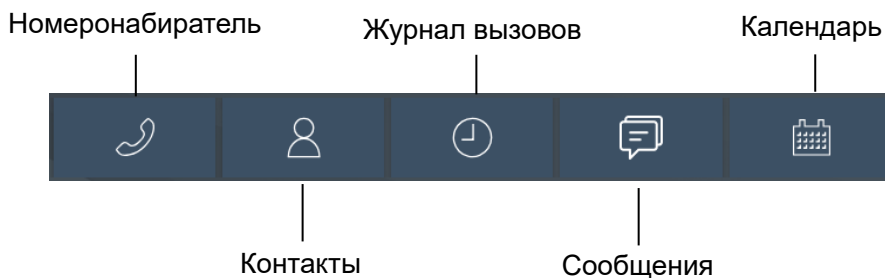 Номеронабиратель
Журнал вызовов
Календарь
Контакты
Сообщения